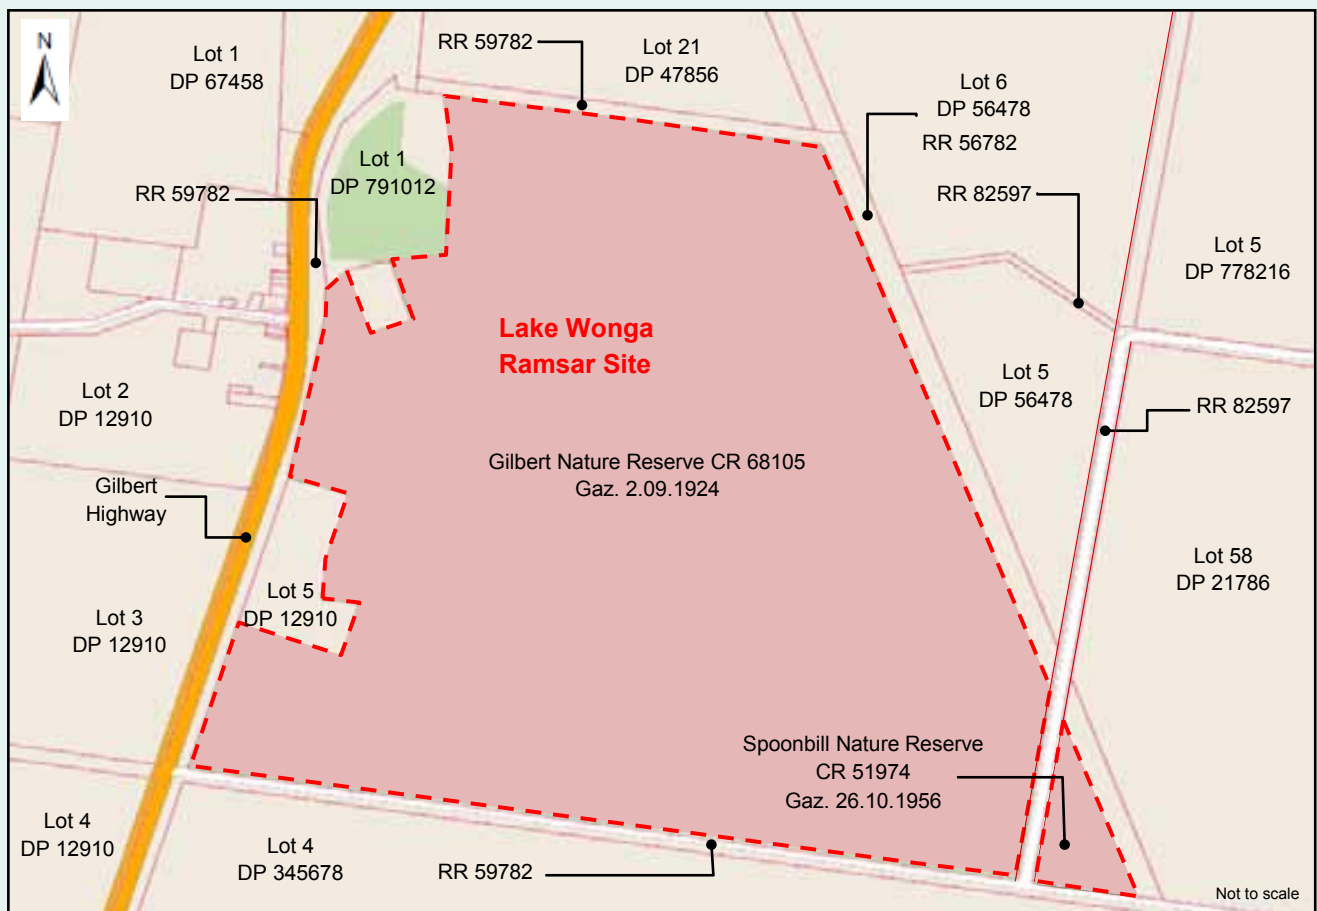 N
Lot 1
DP 67458
RR 59782
Lot 21
DP 47856
Lot 6
DP 56478
RR 56782
Lot 1
DP 791012
RR 59782
RR 82597
Lot 5
DP 778216
Lake Wonga
Ramsar Site
Lot 2
DP 12910
Lot 5
DP 56478
RR 82597
Gilbert Nature Reserve CR 68105
Gaz. 2.09.1924
Gilbert
Highway
Lot 58
DP 21786
Lot 5
DP 12910
Lot 3
DP 12910
Spoonbill Nature Reserve
CR 51974
Gaz. 26.10.1956
Lot 4
DP 12910
Lot 4
DP 345678
RR 59782
Not to scale